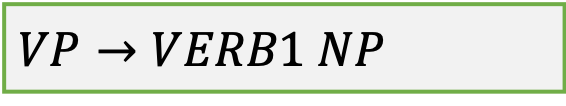 VP → VERB1 NP